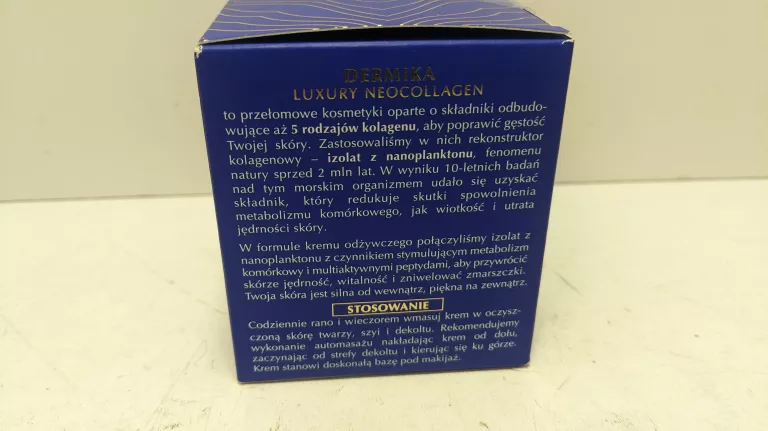 DERMIKA
LUXURY NEOCOLLAGEN
to przełomowe kosmetyki oparte o składniki odbudo-
wujące aż 5 rodzajów kolagenu, aby poprawić gęstość
Twojej skóry. Zastosowaliśmy w nich rekonstruktor
kolagenowy – izolat z nanoplanktonu, fenomenu
natury sprzed 2 mln lat. W wyniku 10-letnich badań
nad tym morskim organizmem udało się uzyskać
składnik, który redukuje skutki spowolnienia
metabolizmu komórkowego, jak wiotkość i utrata
jędrności skóry.
W formule kremu odżywczego połączyliśmy izolat z
nanoplanktonu z czynnikiem stymulującym metabolizm
komórkowy i multiaktywnymi peptydami, aby przywrócić
skórze jędrność, witalność i zniwelować zmarszczki.
Twoja skóra jest silna od wewnątrz, piękna na zewnątrz.
STOSOWANIE
Codziennie rano i wieczorem wmasuj krem w oczysz-
czoną skórę twarzy, szyi i dekoltu. Rekomendujemy
wykonanie automasażu nakładając krem od dołu,
zaczynając od strefy dekoltu i kierując się ku górze.
Krem stanowi doskonałą bazę pod makijaż.